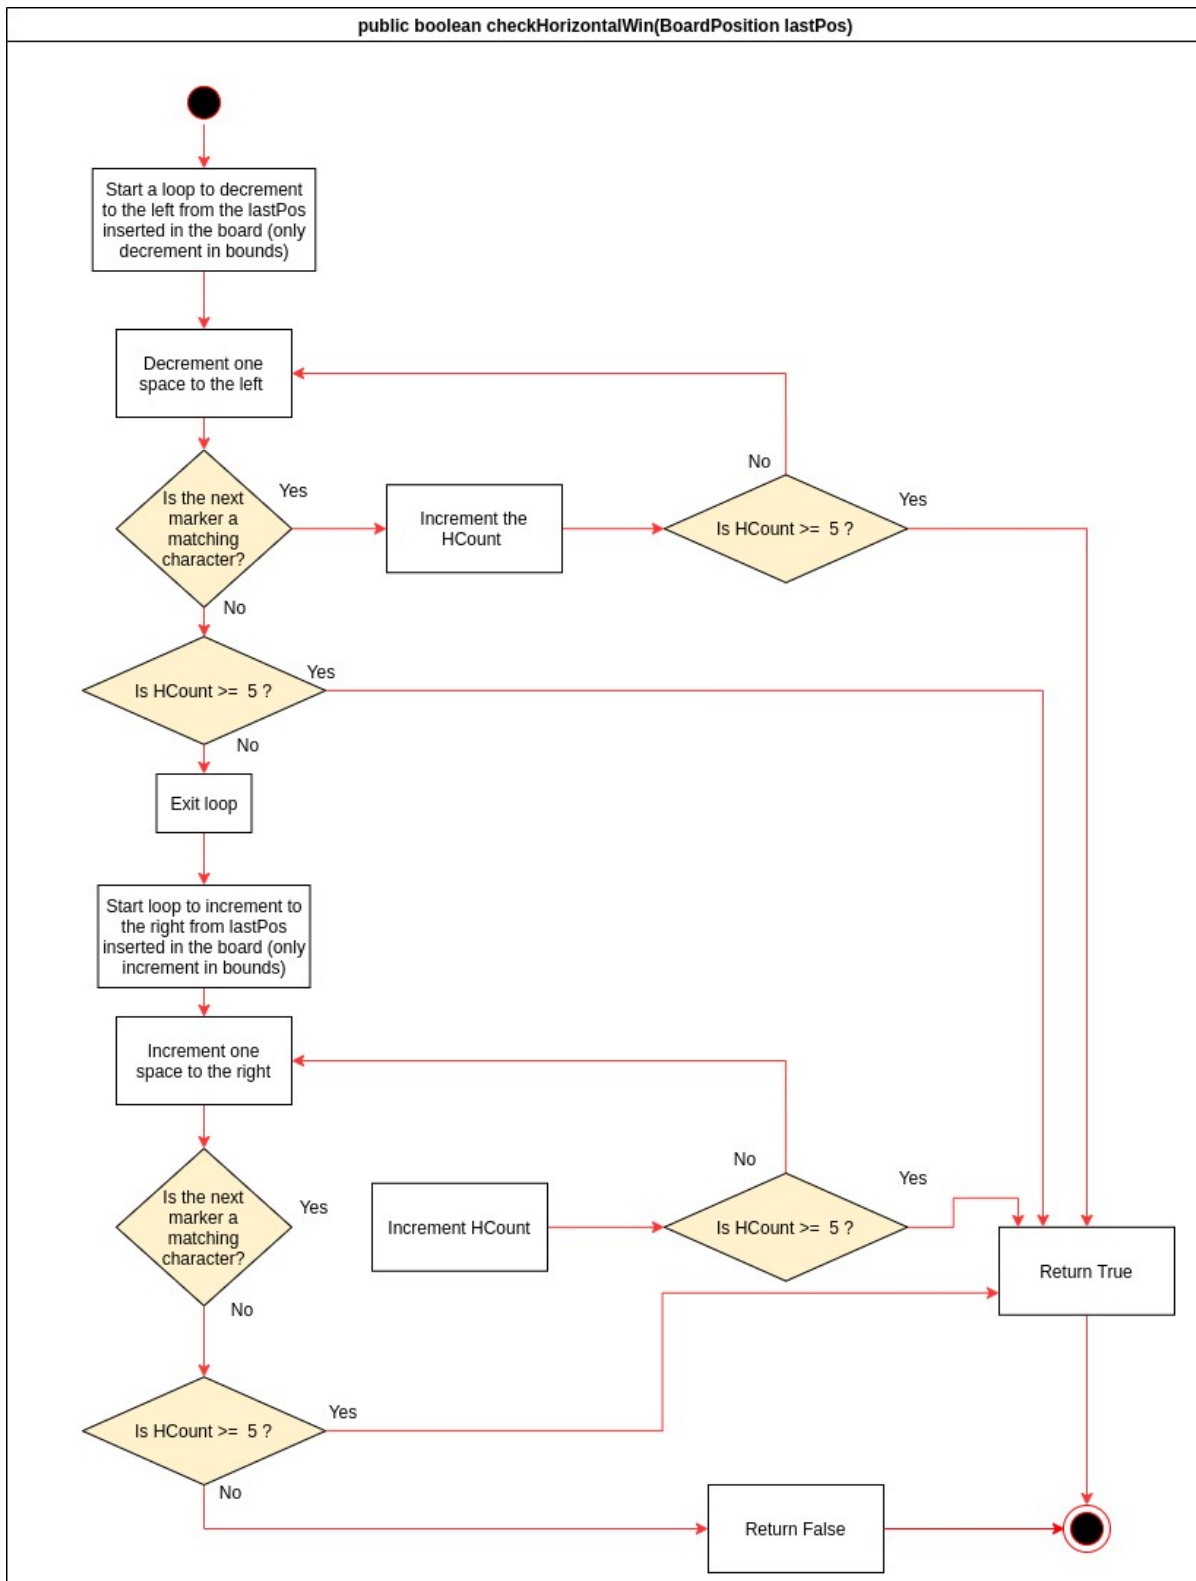 public boolean checkHorizontalWin(BoardPosition lastPos)
Start a loop to decrement
to the left from the lastPos
inserted in the board (only
decrement in bounds)
Decrement one
space to the left
Is the next
marker a
matching
character?
Yes
Increment the
HCount
No
Is HCount >= 5 ?
Yes
No
Is HCount >= 5 ?
Yes
No
Exit loop
Start loop to increment to
the right from lastPos
inserted in the board (only
increment in bounds)
Increment one
space to the right
Is the next
marker a
matching
character?
Yes
Increment HCount
No
Is HCount >= 5 ?
Yes
Return True
No
Is HCount >= 5 ?
Yes
No
Return False